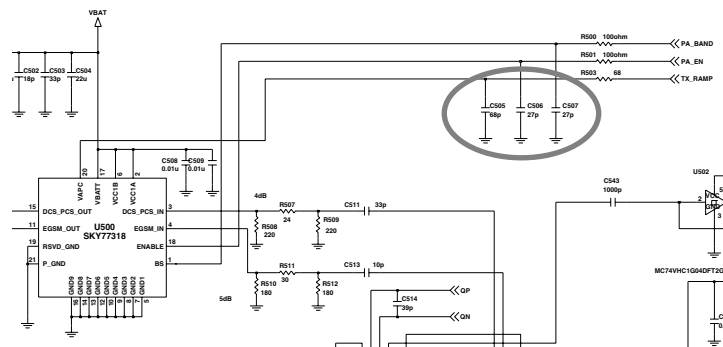 VBAT
R500 100ohm
PA_BAND
R501 100ohm
PA_EN
R503 68
TX_RAMP
C502 C503 C504
18p 33p 22u
C505 C506 C507
68p 27p 27p
C508 C509
0.01u 0.01u
20 17 6 2
VAPC VBATT VCC1B VCC1A
15 DCS_PCS_OUT DCS_PCS_IN 3
11 EGSM_OUT EGSM_IN 4
U500
SKY77318
19 RSVD_GND ENABLE 18
21 P_GND BS 1
GND9 GND8 GND7 GND6 GND5 GND4 GND3 GND2 GND1
16 14 13 12 10 9 8 7 5
4dB
R507
24
C511 33p
R508
220
R509
220
R511
30
C513 10p
R510
180
R512
180
5dB
QP
C514
39p
QN
C543
1000p
U502
2 VCC 5
GND 3
MC74VHC1G04DFT2G